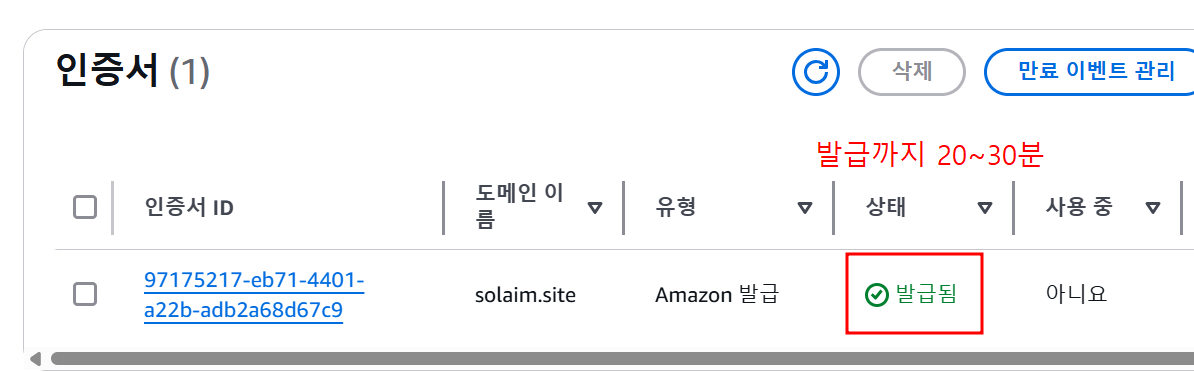 인증서 (1)
삭제
만료 이벤트 관리
발급까지 20~30분
인증서 ID
도메인 이
름
유형
상태
사용 중
97175217-eb71-4401-
a22b-adb2a68d67c9
solaim.site
Amazon 발급
발급됨
아니요